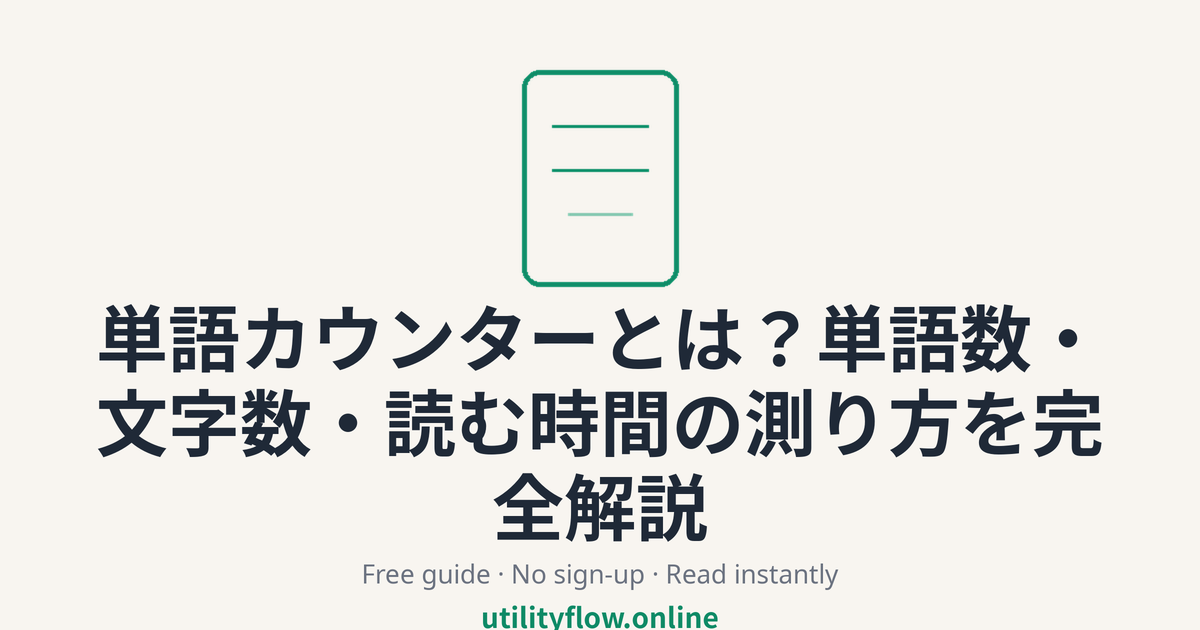 単語カウンターとは？単語数・
文字数・読む時間の測り方を完
全解説
Free guide · No sign-up · Read instantly
utilityflow.online